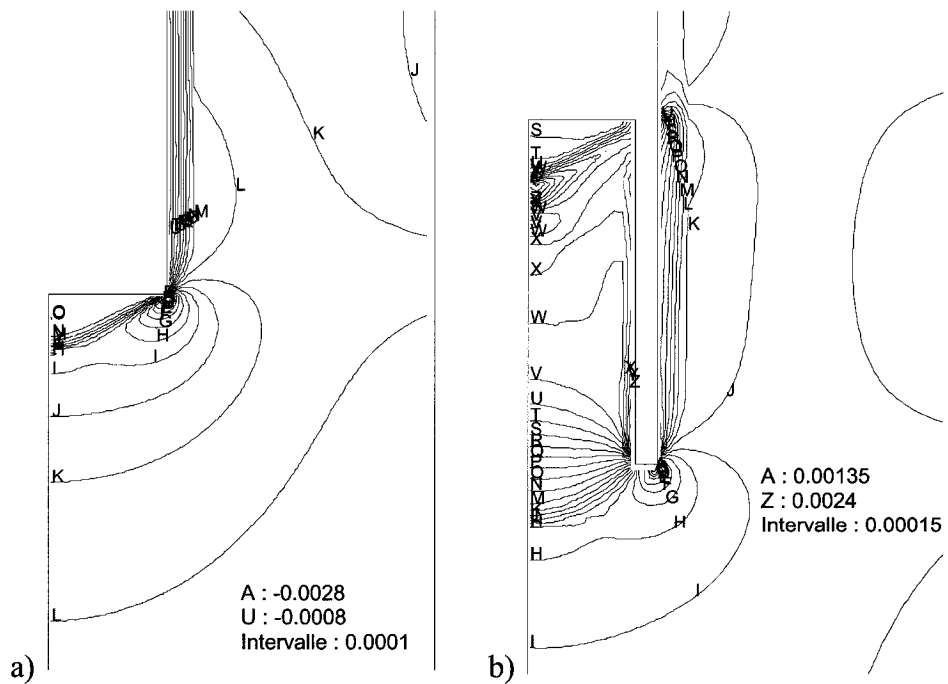 J
K
L
M
O
N
M
H
G
H
I
I
J
K
L
A : -0.0028
U : -0.0008
Intervalle : 0.0001
a)
S
T
W
V
W
X
X
W
V
U
T
S
R
Q
P
O
N
M
H
H
I
X
Y
Z
O
N
M
L
K
J
G
H
I
A : 0.00135
Z : 0.0024
Intervalle : 0.00015
b)